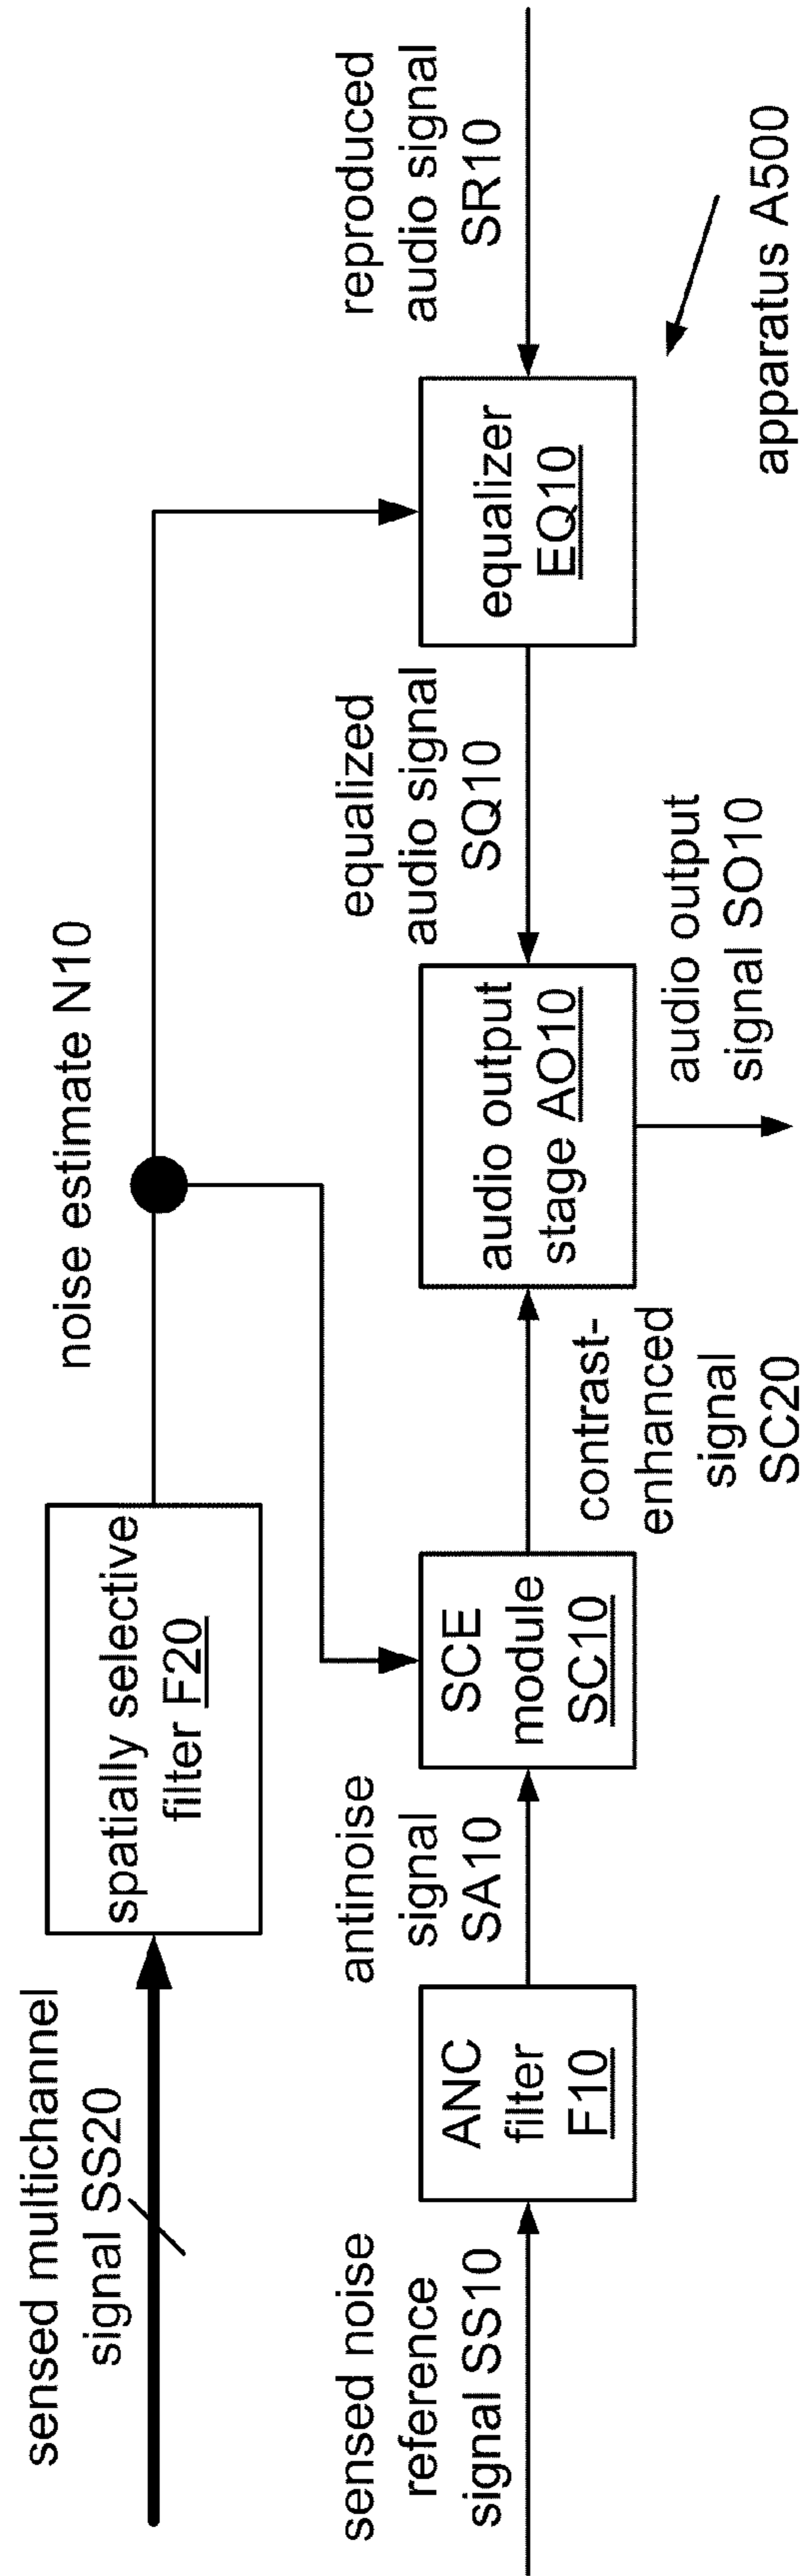 sensed multichannel
signal SS20
spatially selective
filter F20
noise estimate N10
sensed noise
reference
signal SS10
ANC
filter
F10
antinoise
signal
SA10
SCE
module
SC10
contrast-
enhanced
signal
SC20
audio output
stage AO10
audio output
signal SO10
equalized
audio signal
SQ10
equalizer
EQ10
reproduced
audio signal
SR10
apparatus A500